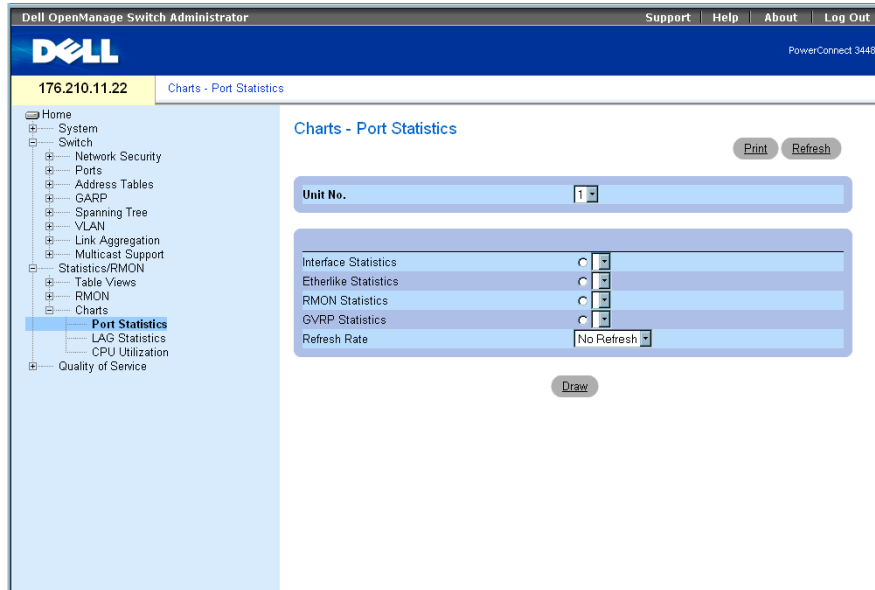 Dell OpenManage Switch Administrator
Support | Help | About | Log Out
DELL
PowerConnect 3448
176.210.11.22
Charts - Port Statistics
Home
System
Switch
Network Security
Ports
Address Tables
GARP
Spanning Tree
VLAN
Link Aggregation
Multicast Support
Statistics/RMON
Table Views
RMON
Charts
Port Statistics
LAG Statistics
CPU Utilization
Quality of Service
Charts - Port Statistics
Print
Refresh
Unit No. 1
Interface Statistics
Etherlike Statistics
RMON Statistics
GVRP Statistics
Refresh Rate No Refresh
Draw